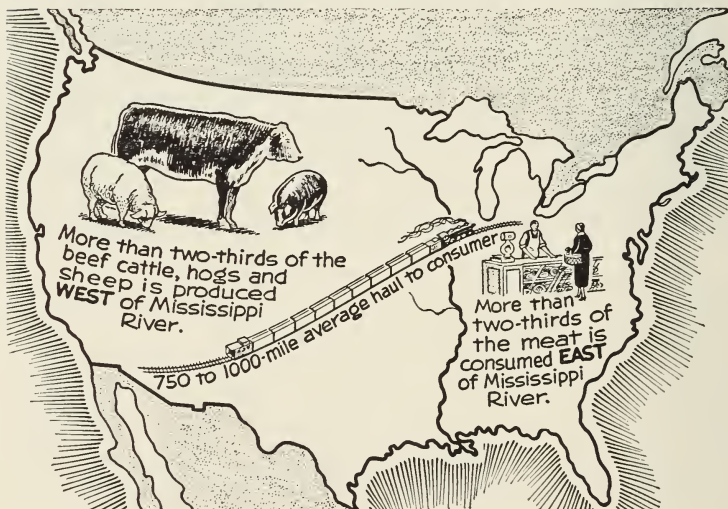 More than two-thirds of the
beef cattle, hogs and
sheep is produced
WEST of Mississippi
River.
750 to 1000-mile average haul to consumer
More than
two-thirds of
the meat is
consumed EAST
of Mississippi
River.